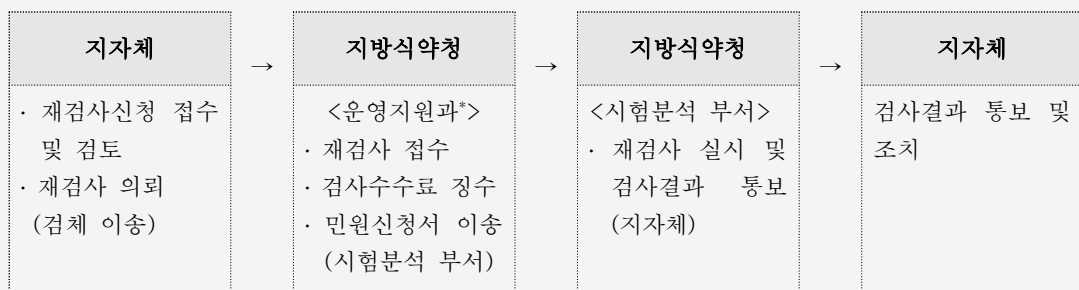 지자체
· 재검사신청 접수
및 검토
· 재검사 의뢰
(검체 이송)
→
지방식약청
<운영지원과*>
· 재검사 접수
· 검사수수료 징수
· 민원신청서 이송
(시험분석 부서)
→
지방식약청
<시험분석 부서>
· 재검사 실시 및
검사결과 통보
(지자체)
→
지자체
검사결과 통보 및
조치